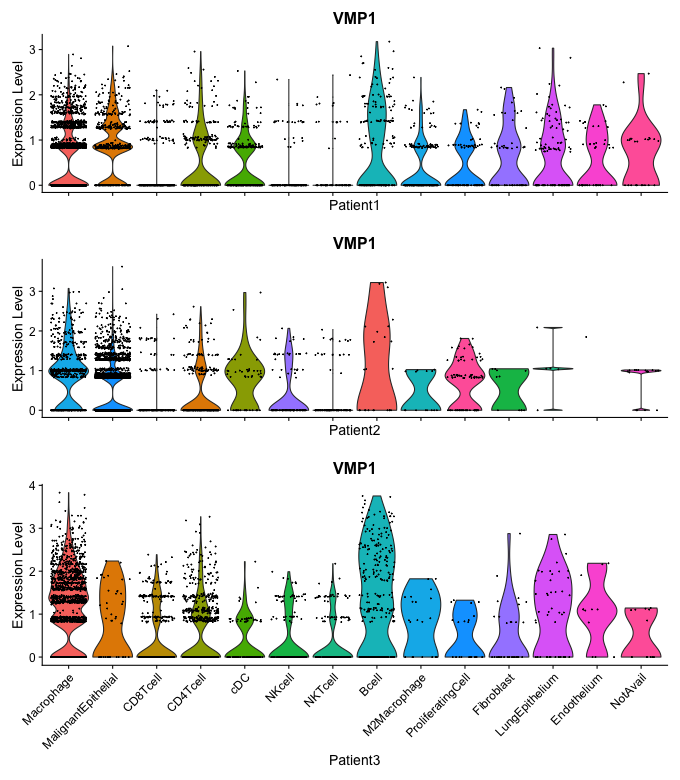 VMP1
Expression Level
3
2
1
0
Patient1
VMP1
Expression Level
3
2
1
0
Patient2
VMP1
Expression Level
4
3
2
1
0
Macrophage
MalignantEpithelial
CD8Tcell
CD4Tcell
cDC
NKcell
NKTcell
Bcell
M2Macrophage
ProliferatingCell
Fibroblast
LungEpithelium
Endothelium
NotAvail
Patient3